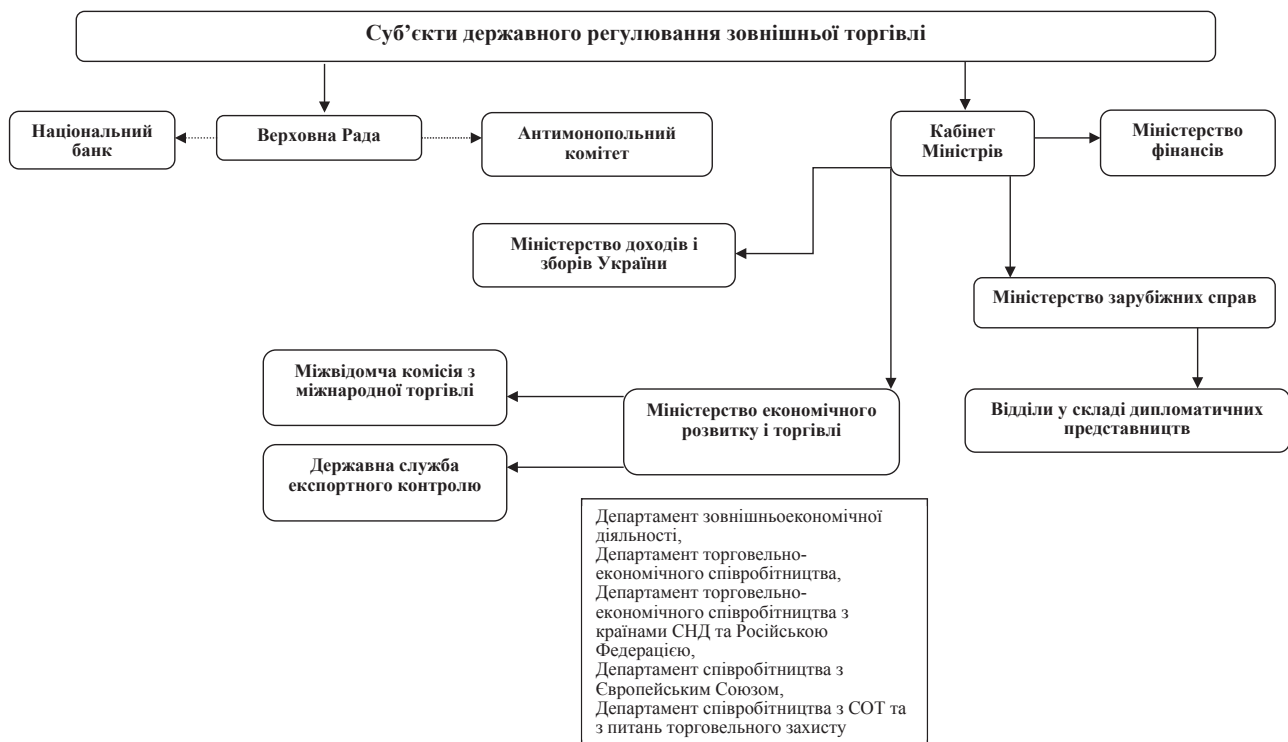 Суб’єкти державного регулювання зовнішньої торгівлі
Національний
банк
Верховна Рада
Антимонопольний
комітет
Кабінет
Міністрів
Міністерство
фінансів
Міністерство доходів і
зборів України
Міністерство зарубіжних справ
Міжвідомча комісія з
міжнародної торгівлі
Міністерство економічного
розвитку і торгівлі
Відділи у складі дипломатичних
представництв
Державна служба
експортного контролю
Департамент зовнішньоекономічної
діяльності,
Департамент торговельно-
економічного співробітництва,
Департамент торговельно-
економічного співробітництва з
країнами СНД та Російською
Федерацією,
Департамент співробітництва з
Європейським Союзом,
Департамент співробітництва з СОТ та
з питань торговельного захисту